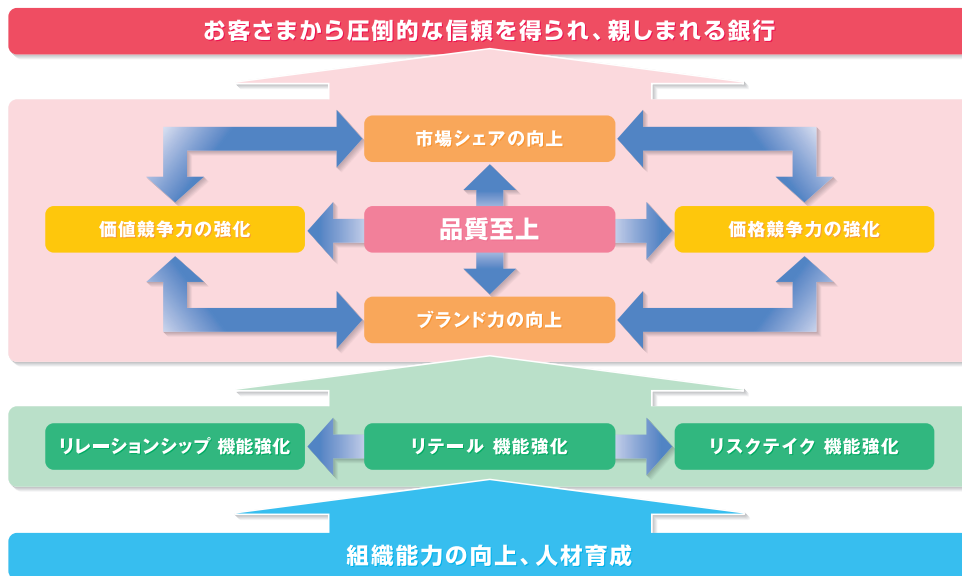 お客さまから圧倒的な信頼を得られ、親しまれる銀行
市場シェアの向上
価値競争力の強化
品質至上
価格競争力の強化
ブランド力の向上
リレーションシップ 機能強化
リテール 機能強化
リスクテイク 機能強化
組織能力の向上、人材育成